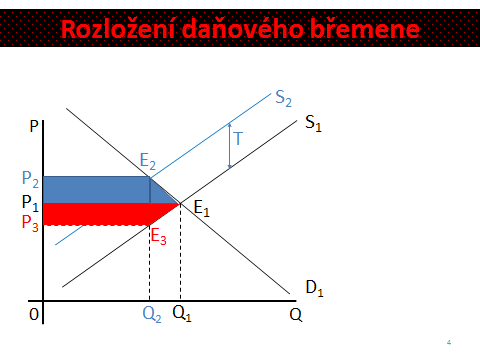 Rozložení daňového břemene
S₂
P
S₁
T
E₂
P₂
P₁
E₁
P₃
E₃
D₁
0
Q₂
Q₁
Q
4